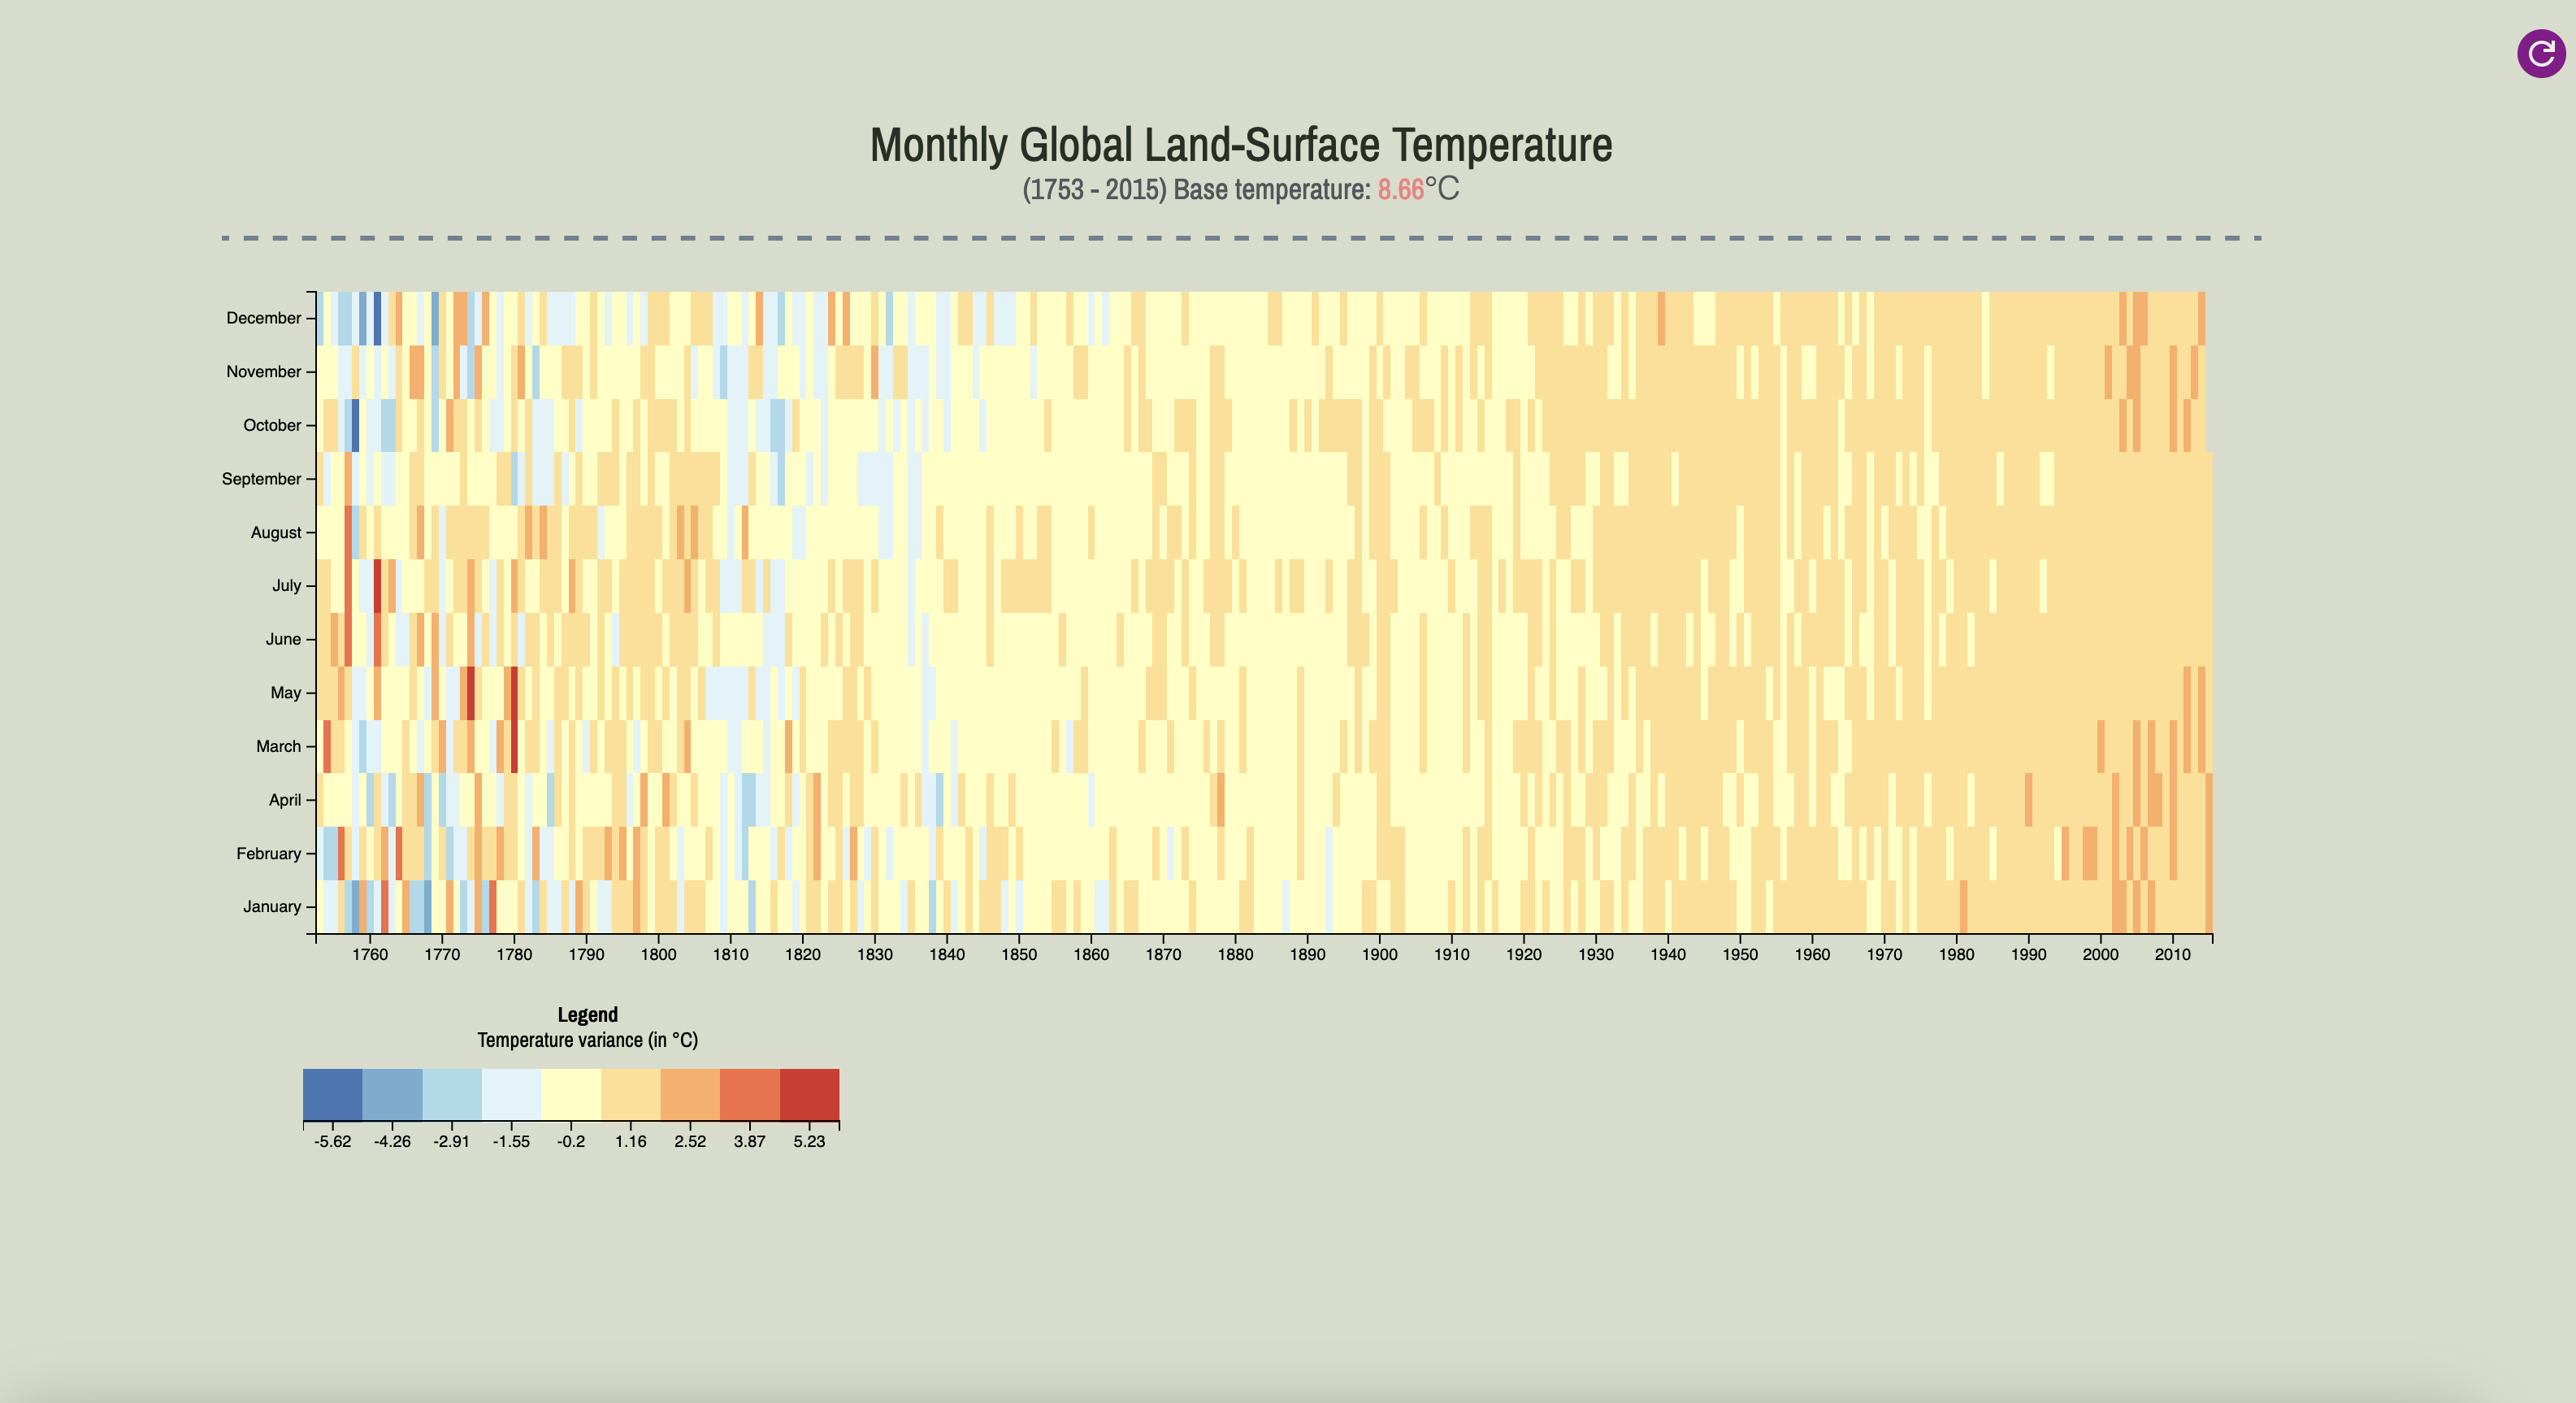 Monthly Global Land-Surface Temperature
(1753 - 2015) Base temperature: 8.66°C
December
November
October
September
August
July
June
May
March
April
February
January
1760 1770 1780 1790 1800 1810 1820 1830 1840 1850 1860 1870 1880 1890 1900 1910 1920 1930 1940 1950 1960 1970 1980 1990 2000 2010
Legend
Temperature variance (in °C)
-5.62 -4.26 -2.91 -1.55 -0.2 1.16 2.52 3.87 5.23